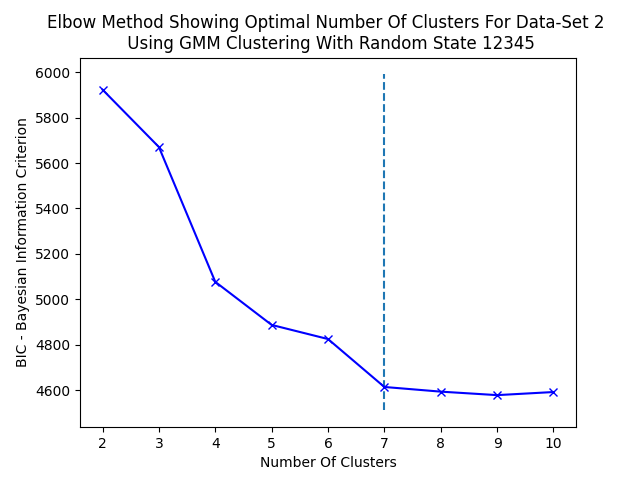 Elbow Method Showing Optimal Number Of Clusters For Data-Set 2
Using GMM Clustering With Random State 12345
6000
5800
5600
5400
5200
5000
4800
4600
BIC - Bayesian Information Criterion
2 3 4 5 6 7 8 9 10
Number Of Clusters